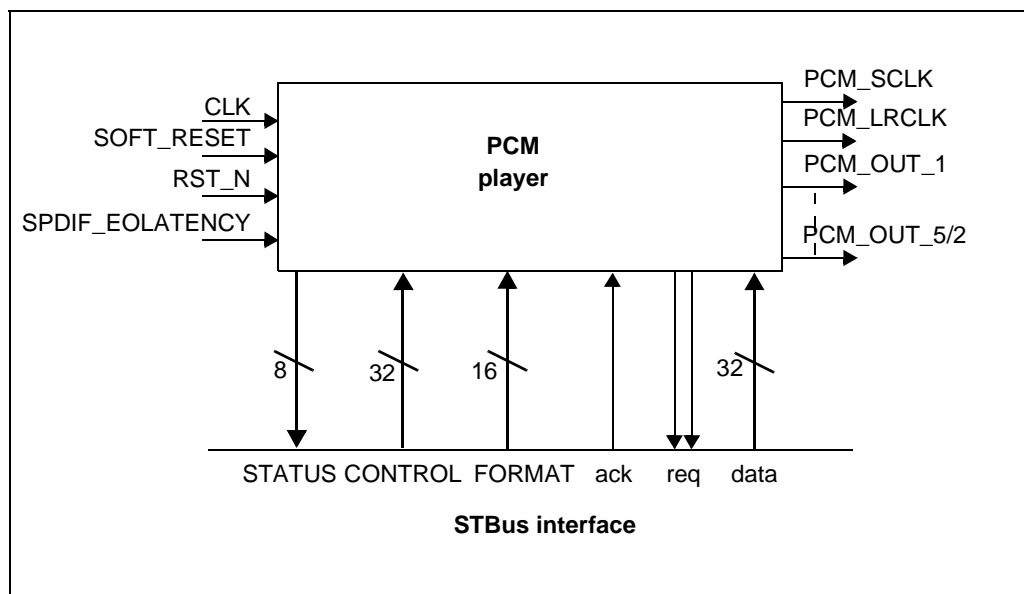 PCM_SCLK
CLK
PCM_LRCLK
SOFT_RESET
PCM
player
PCM_OUT_1
RST_N
SPDIF_EOLATENCY
PCM_OUT_5/2
8
32
16
32
STATUS CONTROL FORMAT ack req data
STBus interface